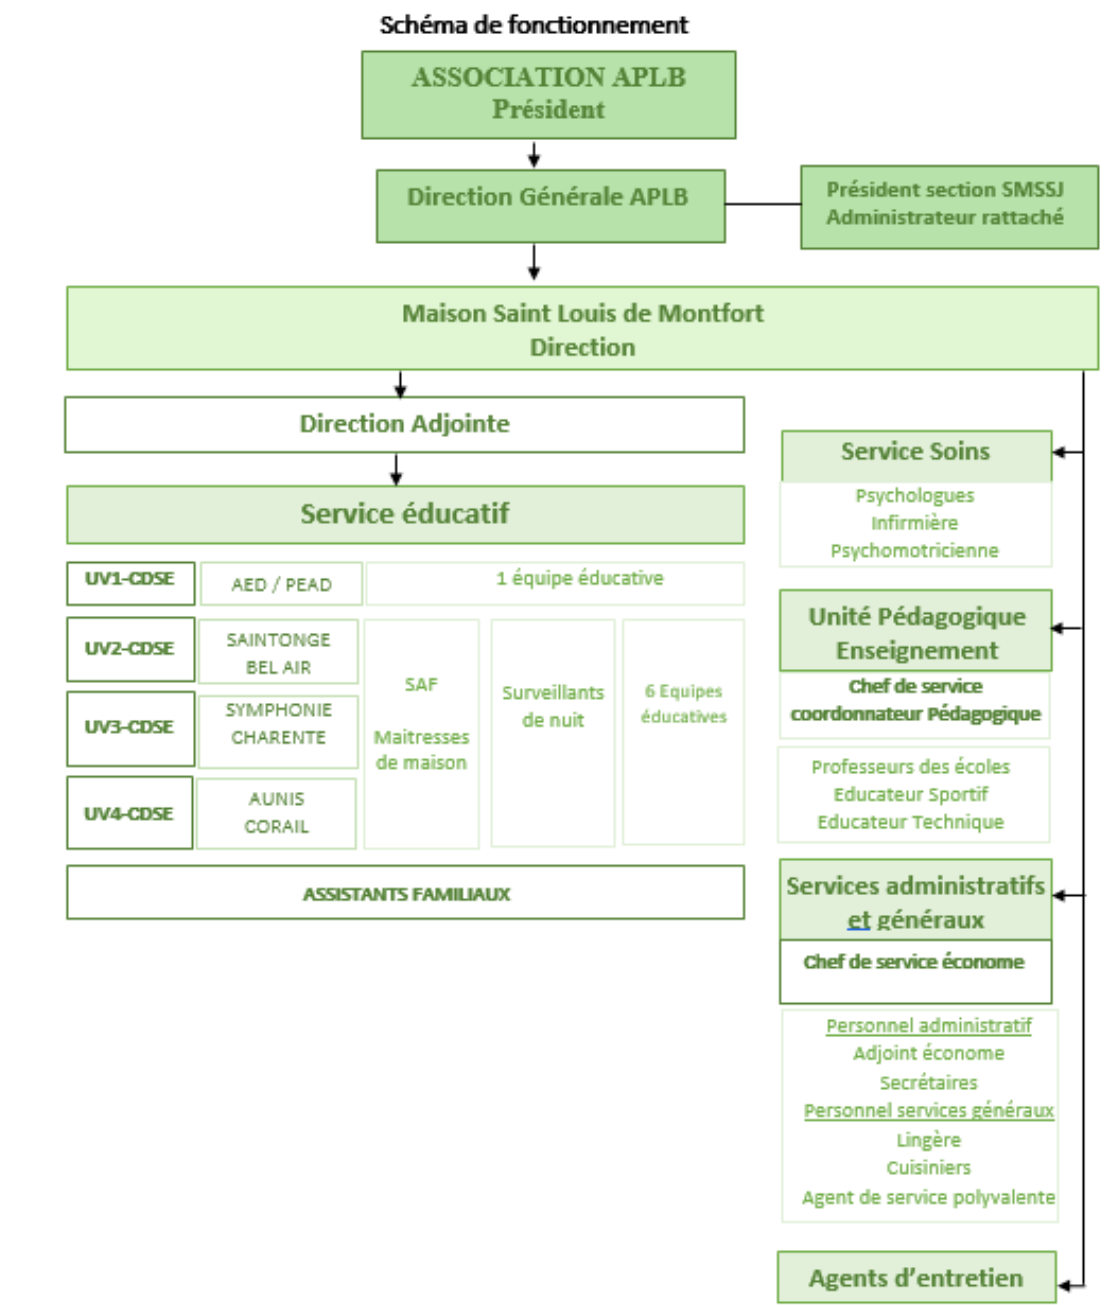 Schéma de fonctionnement
ASSOCIATION APLB
Président
Direction Générale APLB
Président section SMSSJ
Administrateur rattaché
Maison Saint Louis de Montfort
Direction
Direction Adjointe
Service éducatif
UV1-CDSE
AED / PEAD
1 équipe éducative
UV2-CDSE
SAINTONGE
BEL AIR
UV3-CDSE
SYMPHONIE
CHARENTE
UV4-CDSE
AUNIS
CORAIL
SAF
Maitresses
de maison
Surveillants
de nuit
6 Equipes
éducatives
ASSISTANTS FAMILIAUX
Service Soins
Psychologues
Infirmière
Psychomotricienne
Unité Pédagogique
Enseignement
Chef de service
coordonnateur Pédagogique
Professeurs des écoles
Educateur Sportif
Educateur Technique
Services administratifs
et généraux
Chef de service économe
Personnel administratif
Adjoint économe
Secrétaires
Personnel services généraux
Lingère
Cuisiniers
Agent de service polyvalente
Agents d'entretien